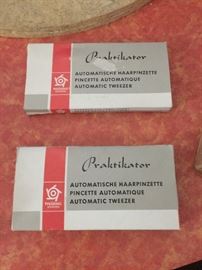 Praktikator
AUTOMATISCHE HAARPINZETTE
PINCETTE AUTOMATIQUE
AUTOMATIC TWEEZER
Praktikator
AUTOMATISCHE HAARPINZETTE
PINCETTE AUTOMATIQUE
AUTOMATIC TWEEZER